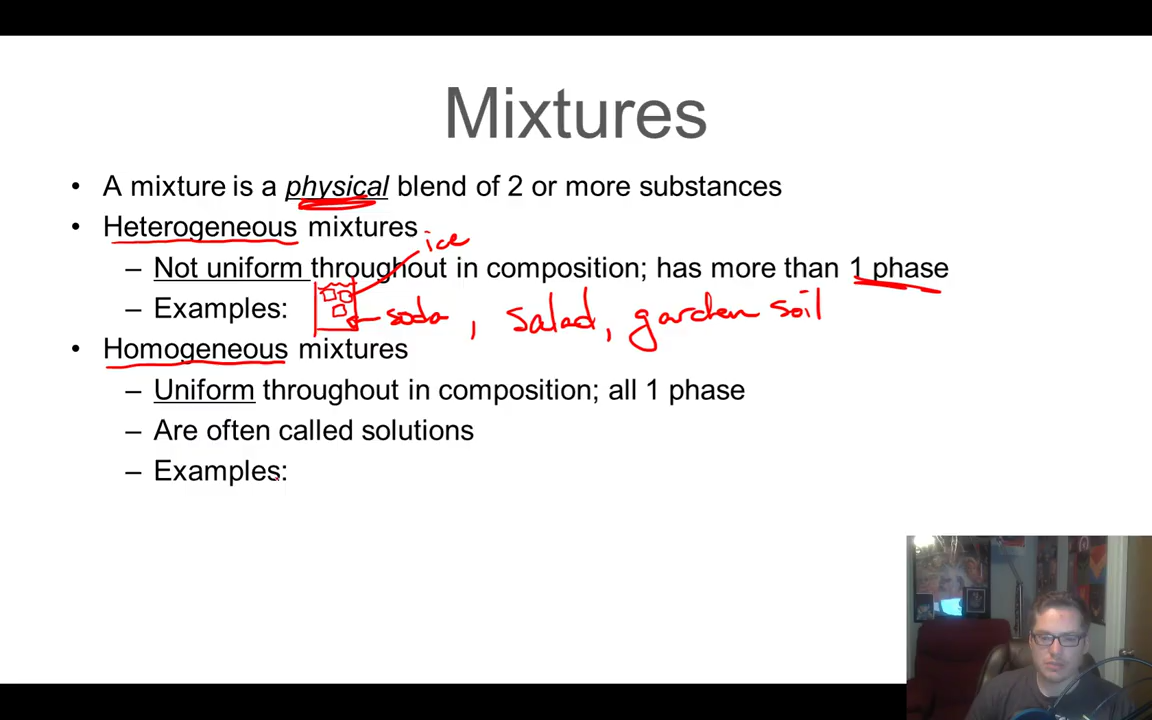 Mixtures
• A mixture is a physical blend of 2 or more substances
• Heterogeneous mixtures
ice
– Not uniform throughout in composition; has more than 1 phase
– Examples: soda, salad, garden soil
• Homogeneous mixtures
– Uniform throughout in composition; all 1 phase
– Are often called solutions
– Examples: